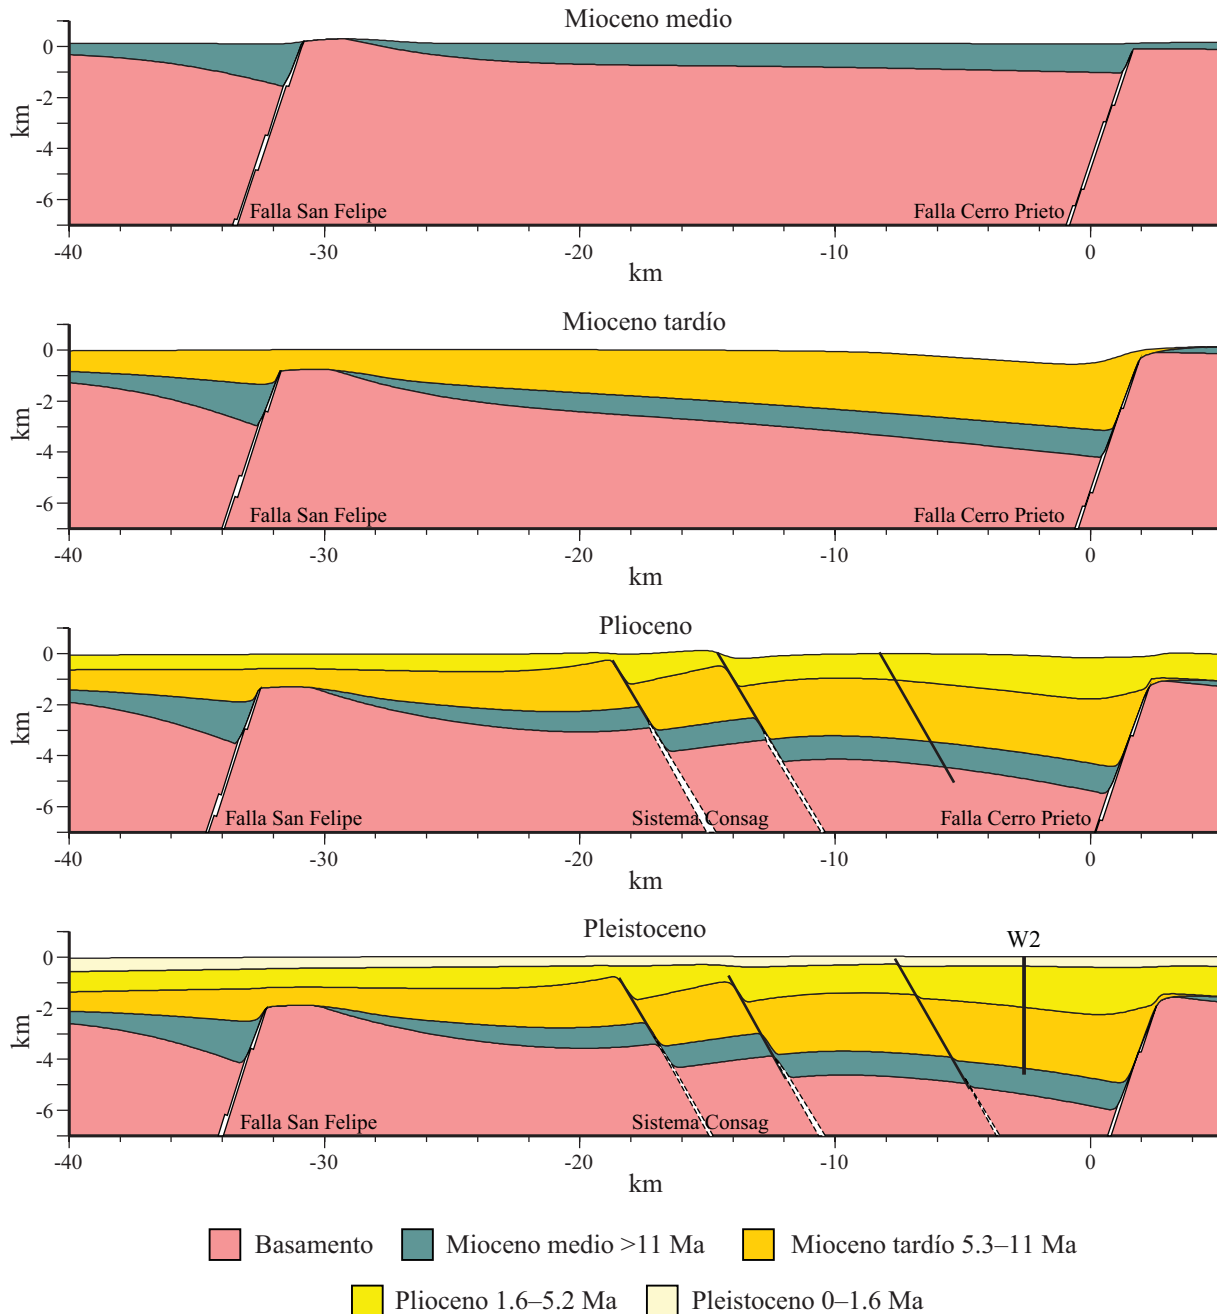 Mioceno medio
0
-2
-4
-6
km
Falla San Felipe
Falla Cerro Prieto
-40
-30
-20
-10
0
km
Mioceno tardío
0
-2
-4
-6
km
Falla San Felipe
Falla Cerro Prieto
-40
-30
-20
-10
0
km
Plioceno
0
-2
-4
-6
km
Falla San Felipe
Sistema Consag
Falla Cerro Prieto
-40
-30
-20
-10
0
km
Pleistoceno
W2
0
-2
-4
-6
km
Falla San Felipe
Sistema Consag
-40
-30
-20
-10
0
km
Basamento
Mioceno medio >11 Ma
Mioceno tardío 5.3–11 Ma
Plioceno 1.6–5.2 Ma
Pleistoceno 0–1.6 Ma